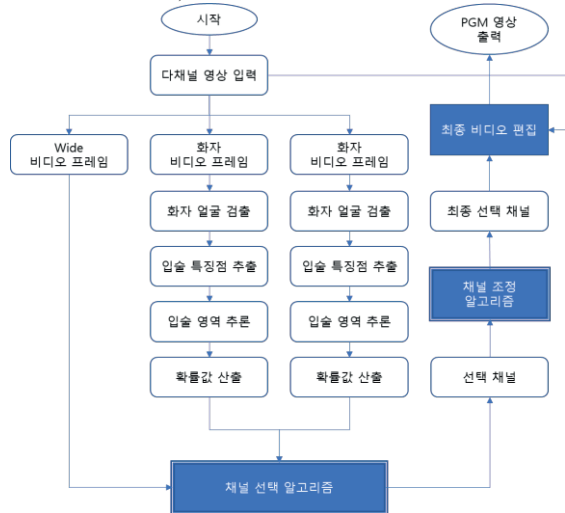 시작
PGM 영상
출력
다채널 영상 입력
최종 비디오 편집
Wide
비디오 프레임
화자
비디오 프레임
화자
비디오 프레임
화자 얼굴 검출
화자 얼굴 검출
최종 선택 채널
입술 특징점 추출
입술 특징점 추출
채널 조정
알고리즘
입술 영역 추론
입술 영역 추론
확률값 산출
확률값 산출
선택 채널
채널 선택 알고리즘